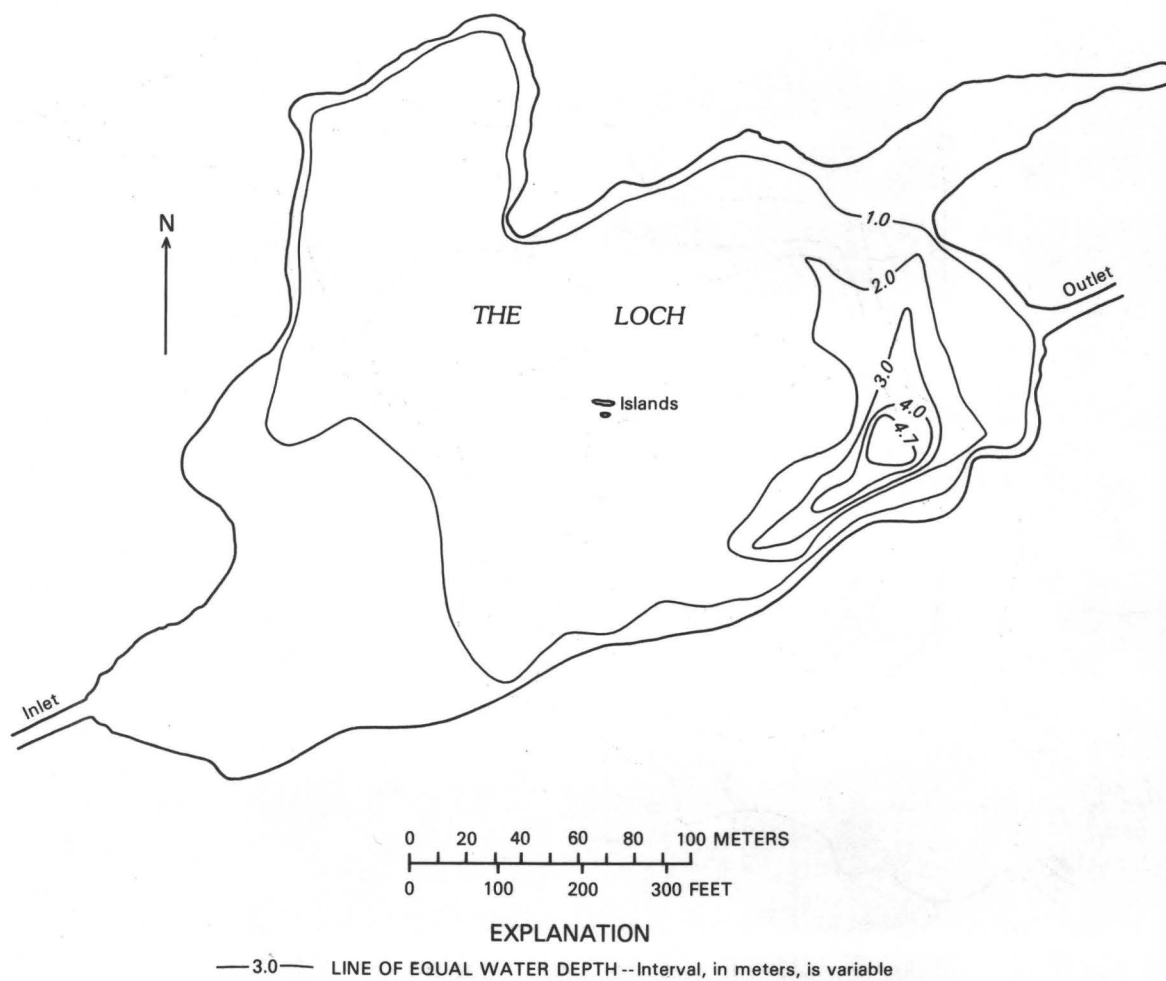 N
1.0
Outlet
2.0
THE LOCH
3.0
Islands
4.0
4.7
Inlet
0 20 40 60 80 100 METERS
0 100 200 300 FEET
EXPLANATION
3.0 LINE OF EQUAL WATER DEPTH -- Interval, in meters, is variable